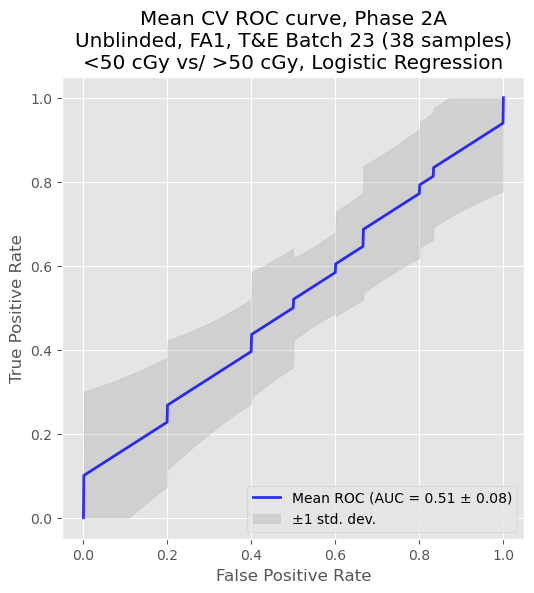 Mean CV ROC curve, Phase 2A
Unblinded, FA1, T&E Batch 23 (38 samples)
<50 cGy vs/ >50 cGy, Logistic Regression
1.0
0.8
0.6
0.4
0.2
0.0
True Positive Rate
Mean ROC (AUC = 0.51 ± 0.08)
±1 std. dev.
0.0 0.2 0.4 0.6 0.8 1.0
False Positive Rate